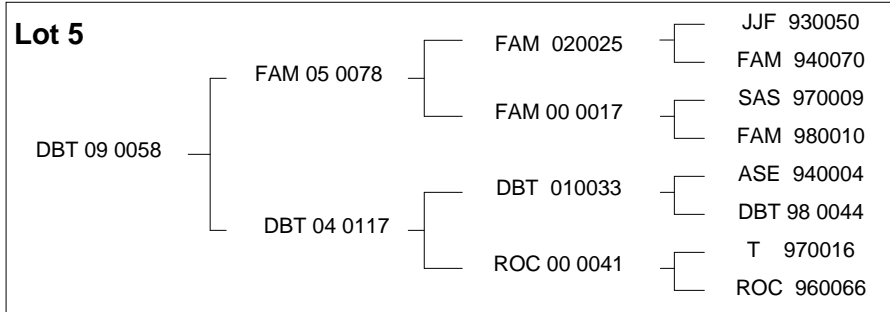 Lot 5
DBT 09 0058
FAM 05 0078
DBT 04 0117
FAM 020025
FAM 00 0017
DBT 010033
ROC 00 0041
JJF 930050
FAM 940070
SAS 970009
FAM 980010
ASE 940004
DBT 98 0044
T 970016
ROC 960066